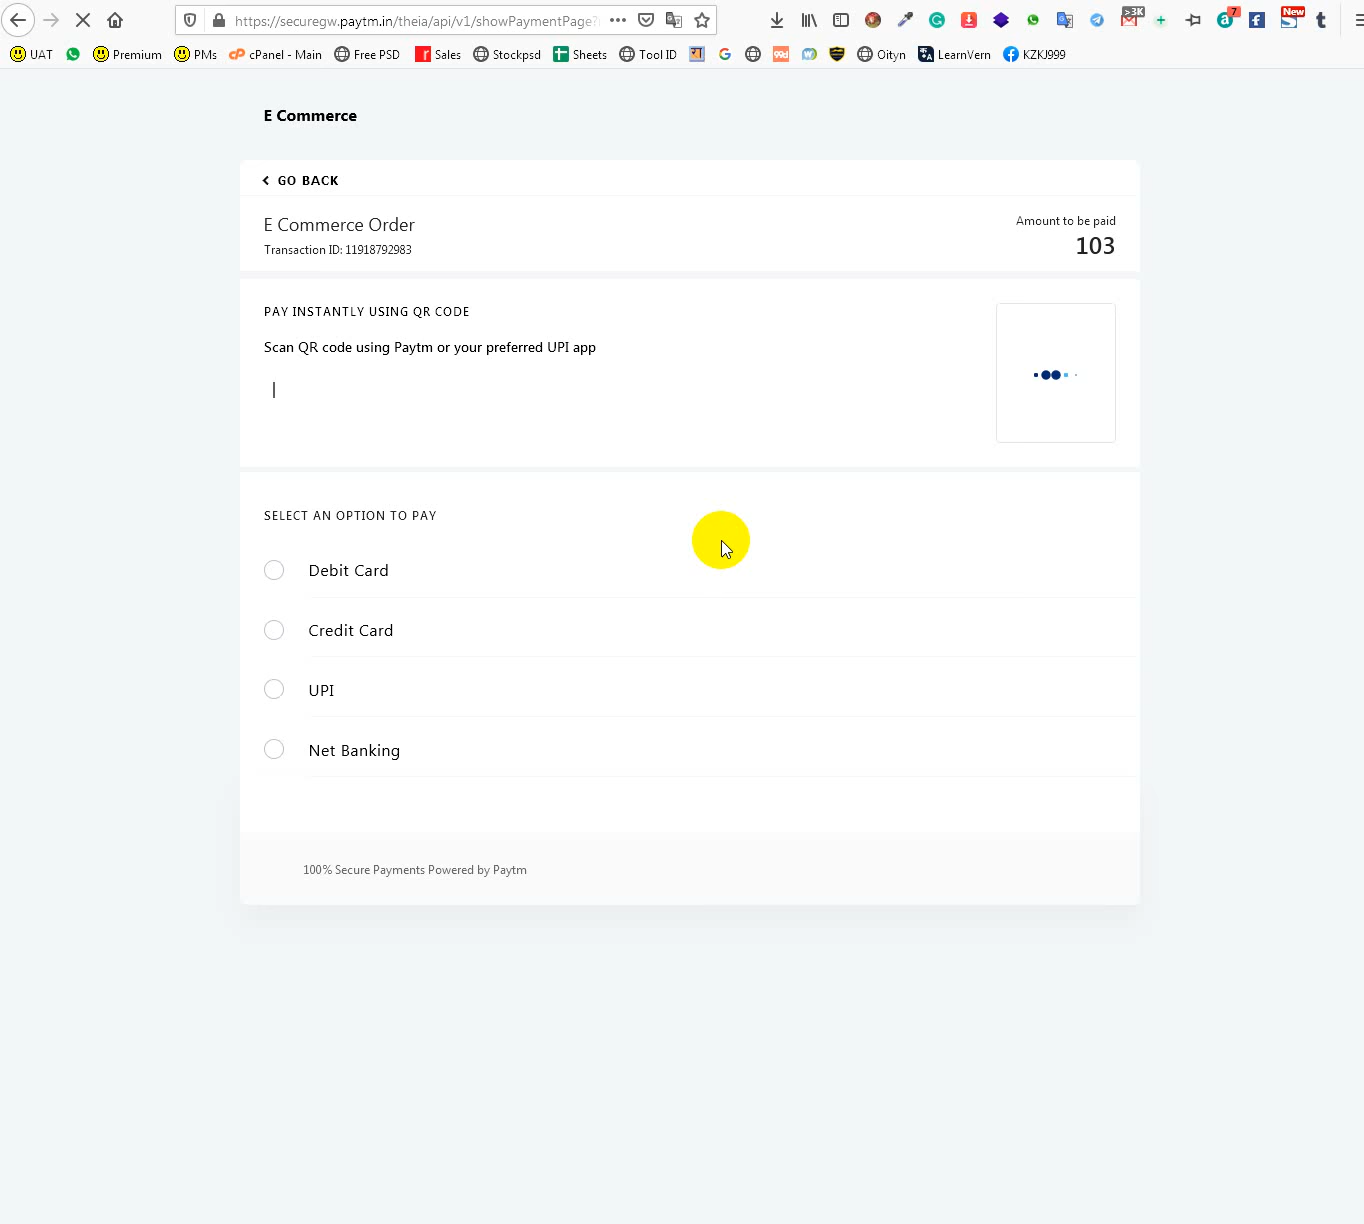 https://securegw.paytm.in/theia/api/v1/showPaymentPage?
>3K
7
New
UAT
Premium
PMs
cPanel - Main
Free PSD
Sales
Stockpsd
Sheets
Tool ID
Oityn
LearnVern
KZKJ999
E Commerce
GO BACK
E Commerce Order
Transaction ID: 11918792983
Amount to be paid
103
PAY INSTANTLY USING QR CODE
Scan QR code using Paytm or your preferred UPI app
SELECT AN OPTION TO PAY
Debit Card
Credit Card
UPI
Net Banking
100% Secure Payments Powered by Paytm